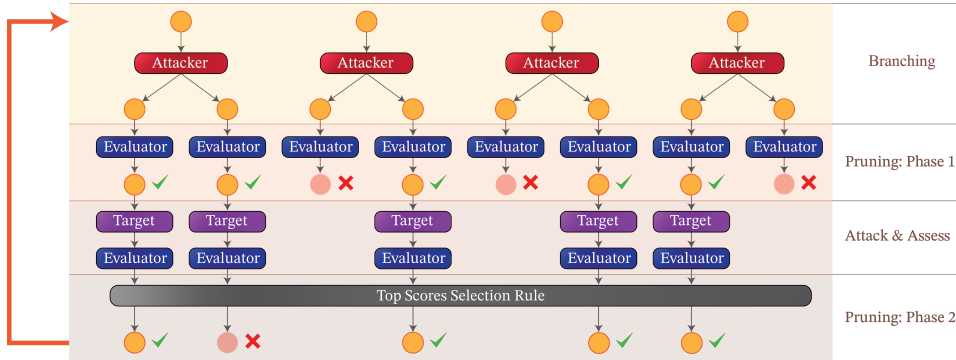 Attacker Attacker Attacker Attacker
Branching
Evaluator Evaluator Evaluator Evaluator Evaluator Evaluator Evaluator Evaluator
Pruning: Phase 1
Target Target Target Target Target
Attack & Assess
Evaluator Evaluator Evaluator Evaluator Evaluator
Top Scores Selection Rule
Pruning: Phase 2